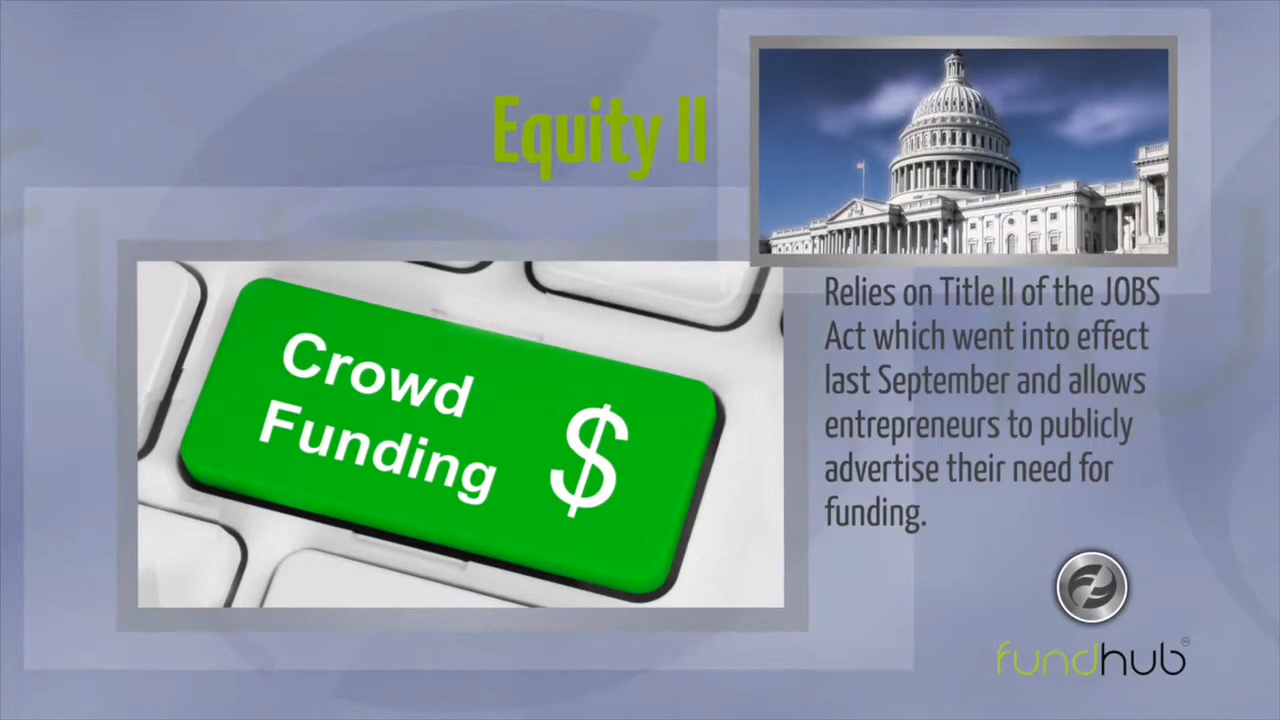 Equity II
Crowd
Funding $
Relies on Title II of the JOBS
Act which went into effect
last September and allows
entrepreneurs to publicly
advertise their need for
funding.
fundhub